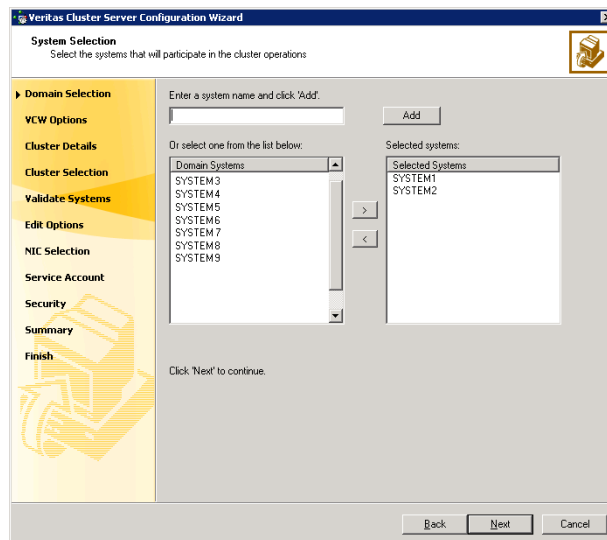 Veritas Cluster Server Configuration Wizard
System Selection
Select the systems that will participate in the cluster operations
Domain Selection
VCW Options
Cluster Details
Cluster Selection
Validate Systems
Edit Options
NIC Selection
Service Account
Security
Summary
Finish
Enter a system name and click 'Add'.
Add
Or select one from the list below:
Domain Systems
SYSTEM3
SYSTEM4
SYSTEM5
SYSTEM6
SYSTEM7
SYSTEM8
SYSTEM9
>
<
Selected systems:
Selected Systems
SYSTEM1
SYSTEM2
Click 'Next' to continue.
Back
Next
Cancel